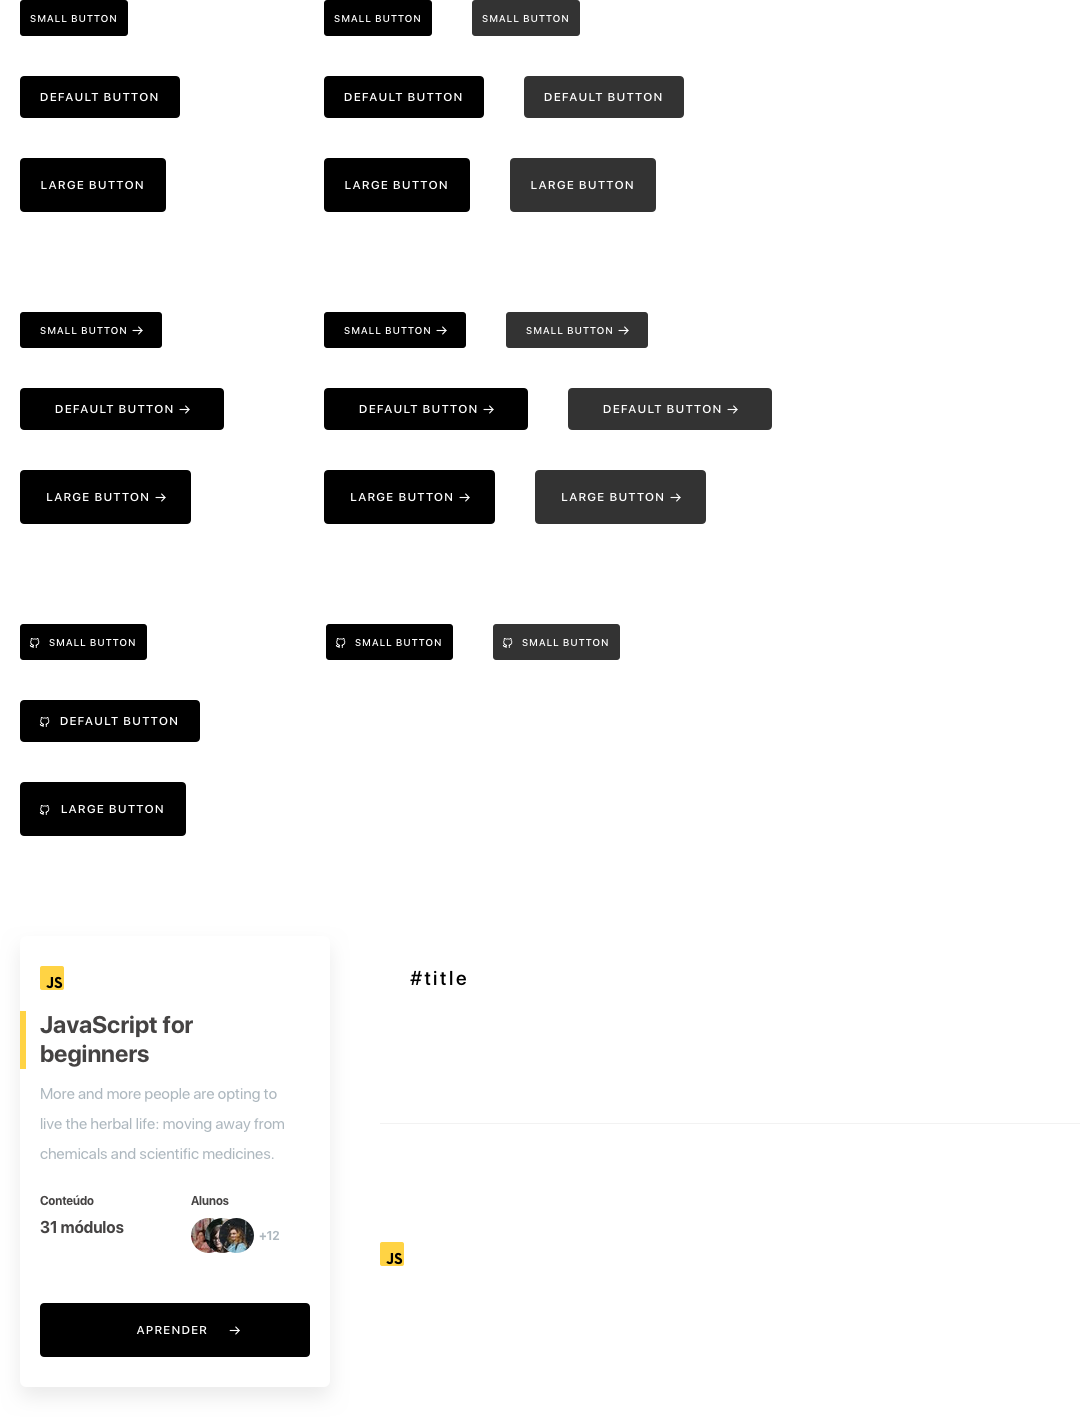 SMALL BUTTON
SMALL BUTTON
SMALL BUTTON
DEFAULT BUTTON
DEFAULT BUTTON
DEFAULT BUTTON
LARGE BUTTON
LARGE BUTTON
LARGE BUTTON
SMALL BUTTON →
SMALL BUTTON →
SMALL BUTTON →
DEFAULT BUTTON →
DEFAULT BUTTON →
DEFAULT BUTTON →
LARGE BUTTON →
LARGE BUTTON →
LARGE BUTTON →
SMALL BUTTON
SMALL BUTTON
SMALL BUTTON
DEFAULT BUTTON
LARGE BUTTON
JS
JavaScript for
beginners
More and more people are opting to
live the herbal life: moving away from
chemicals and scientific medicines.
Conteúdo
31 módulos
Alunos
+12
APRENDER →
#title
JS